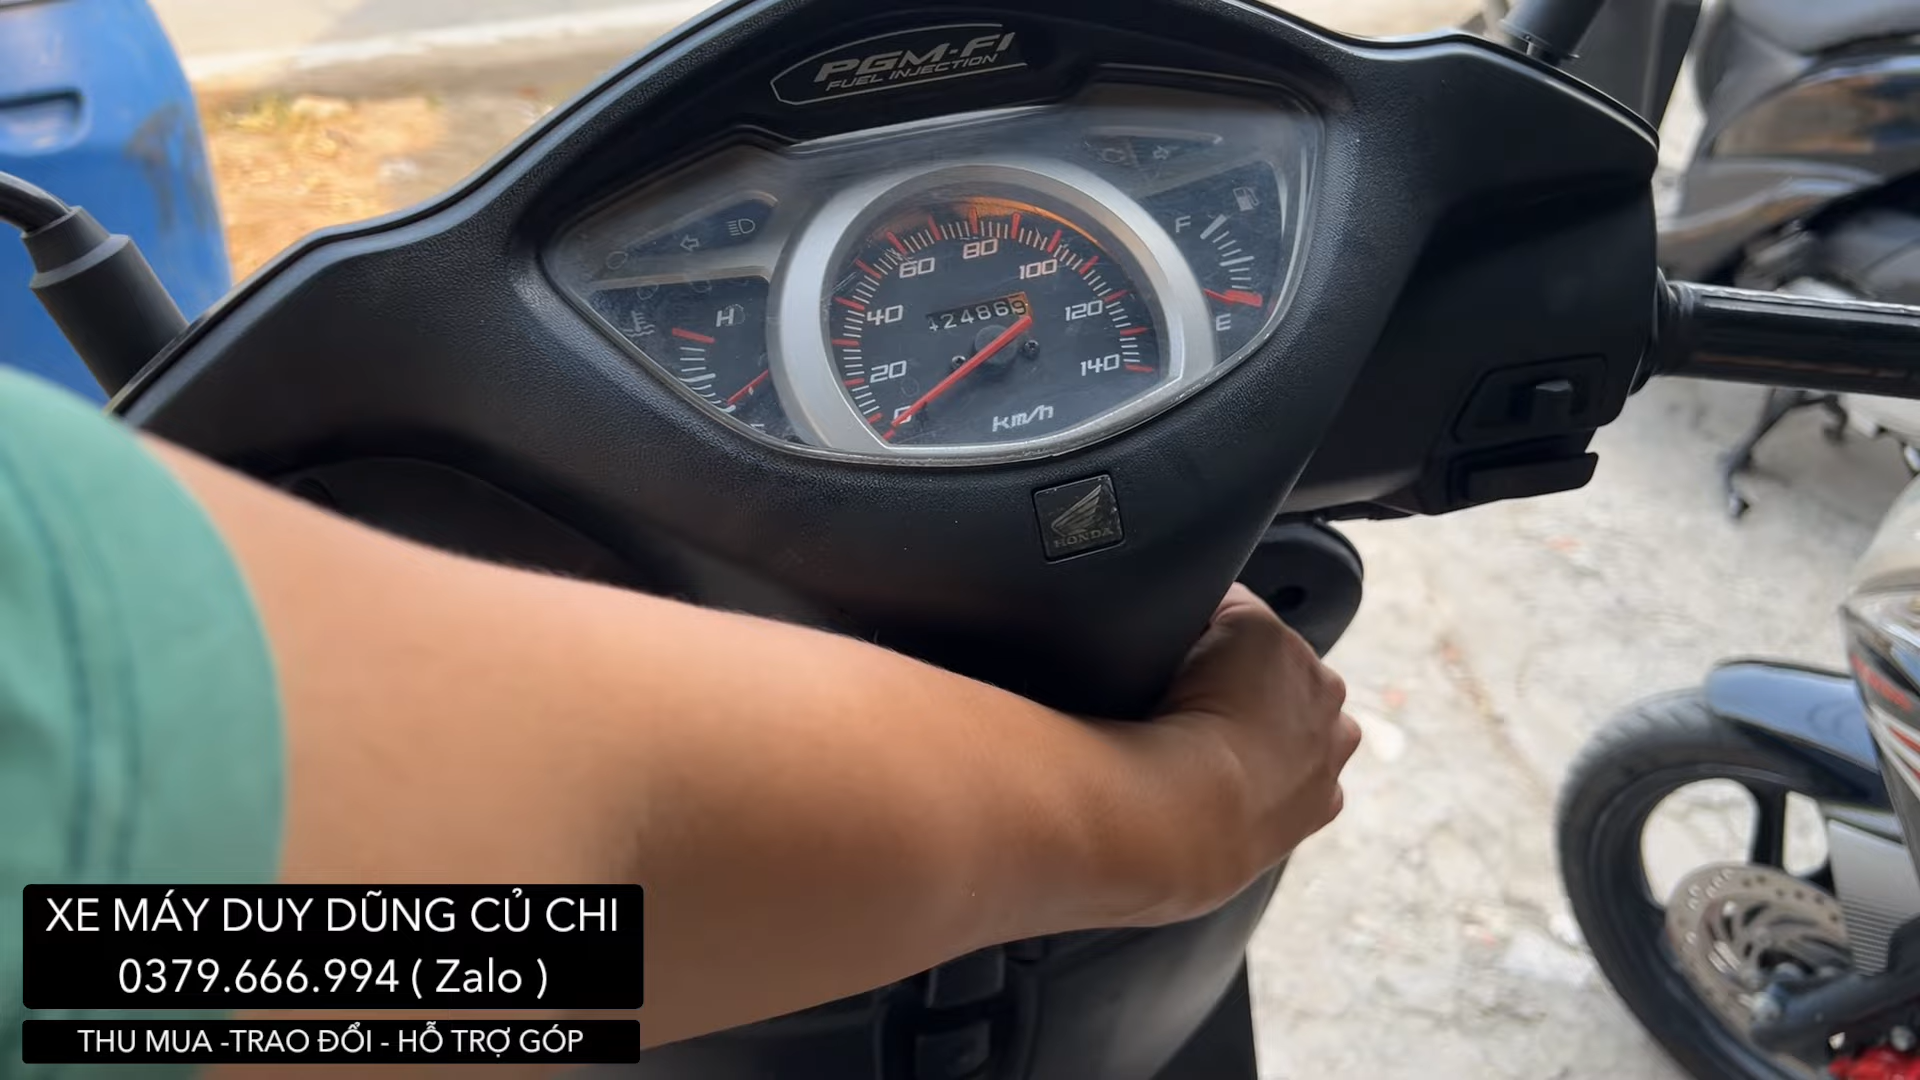 PGM-FI
FUEL INJECTION
60 80 100
40 120
20 140
0
km/h
H
F
E
HONDA
XE MÁY DUY DŨNG CỦ CHI
0379.666.994 ( Zalo )
THU MUA -TRAO ĐỔI - HỖ TRỢ GÓP